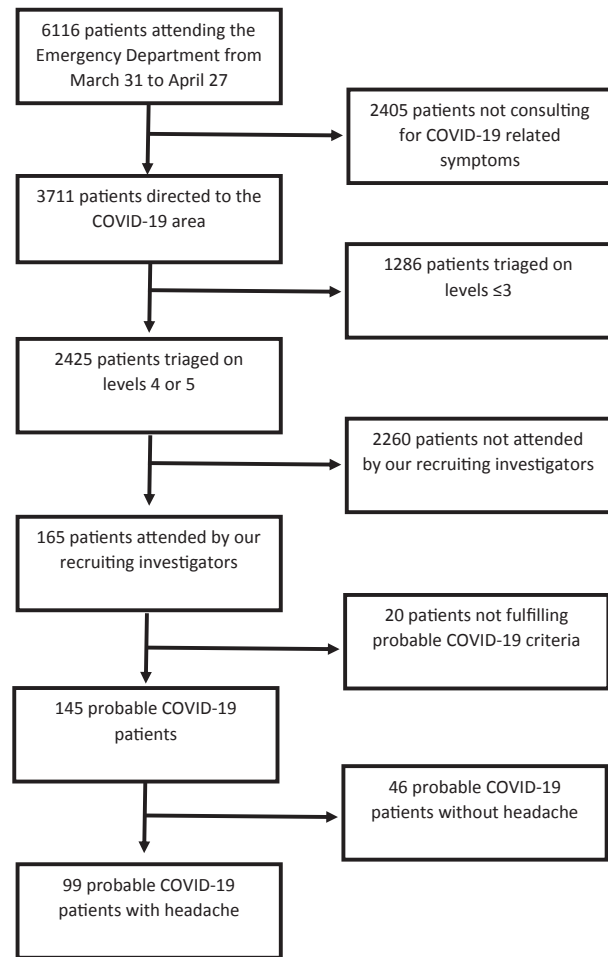 6116 patients attending the
Emergency Department from
March 31 to April 27
2405 patients not consulting
for COVID-19 related
symptoms
3711 patients directed to the
COVID-19 area
1286 patients triaged on
levels ≤3
2425 patients triaged on
levels 4 or 5
2260 patients not attended
by our recruiting investigators
165 patients attended by our
recruiting investigators
20 patients not fulfilling
probable COVID-19 criteria
145 probable COVID-19
patients
46 probable COVID-19
patients without headache
99 probable COVID-19
patients with headache